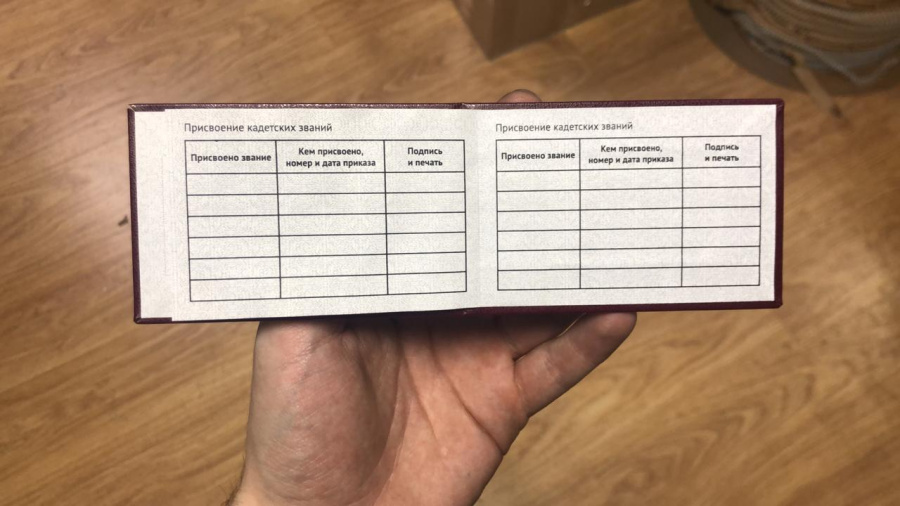 Присвоение кадетских званий
Присвоено звание
Кем присвоено,
номер и дата приказа
Подпись
и печать
Присвоение кадетских званий
Присвоено звание
Кем присвоено,
номер и дата приказа
Подпись
и печать